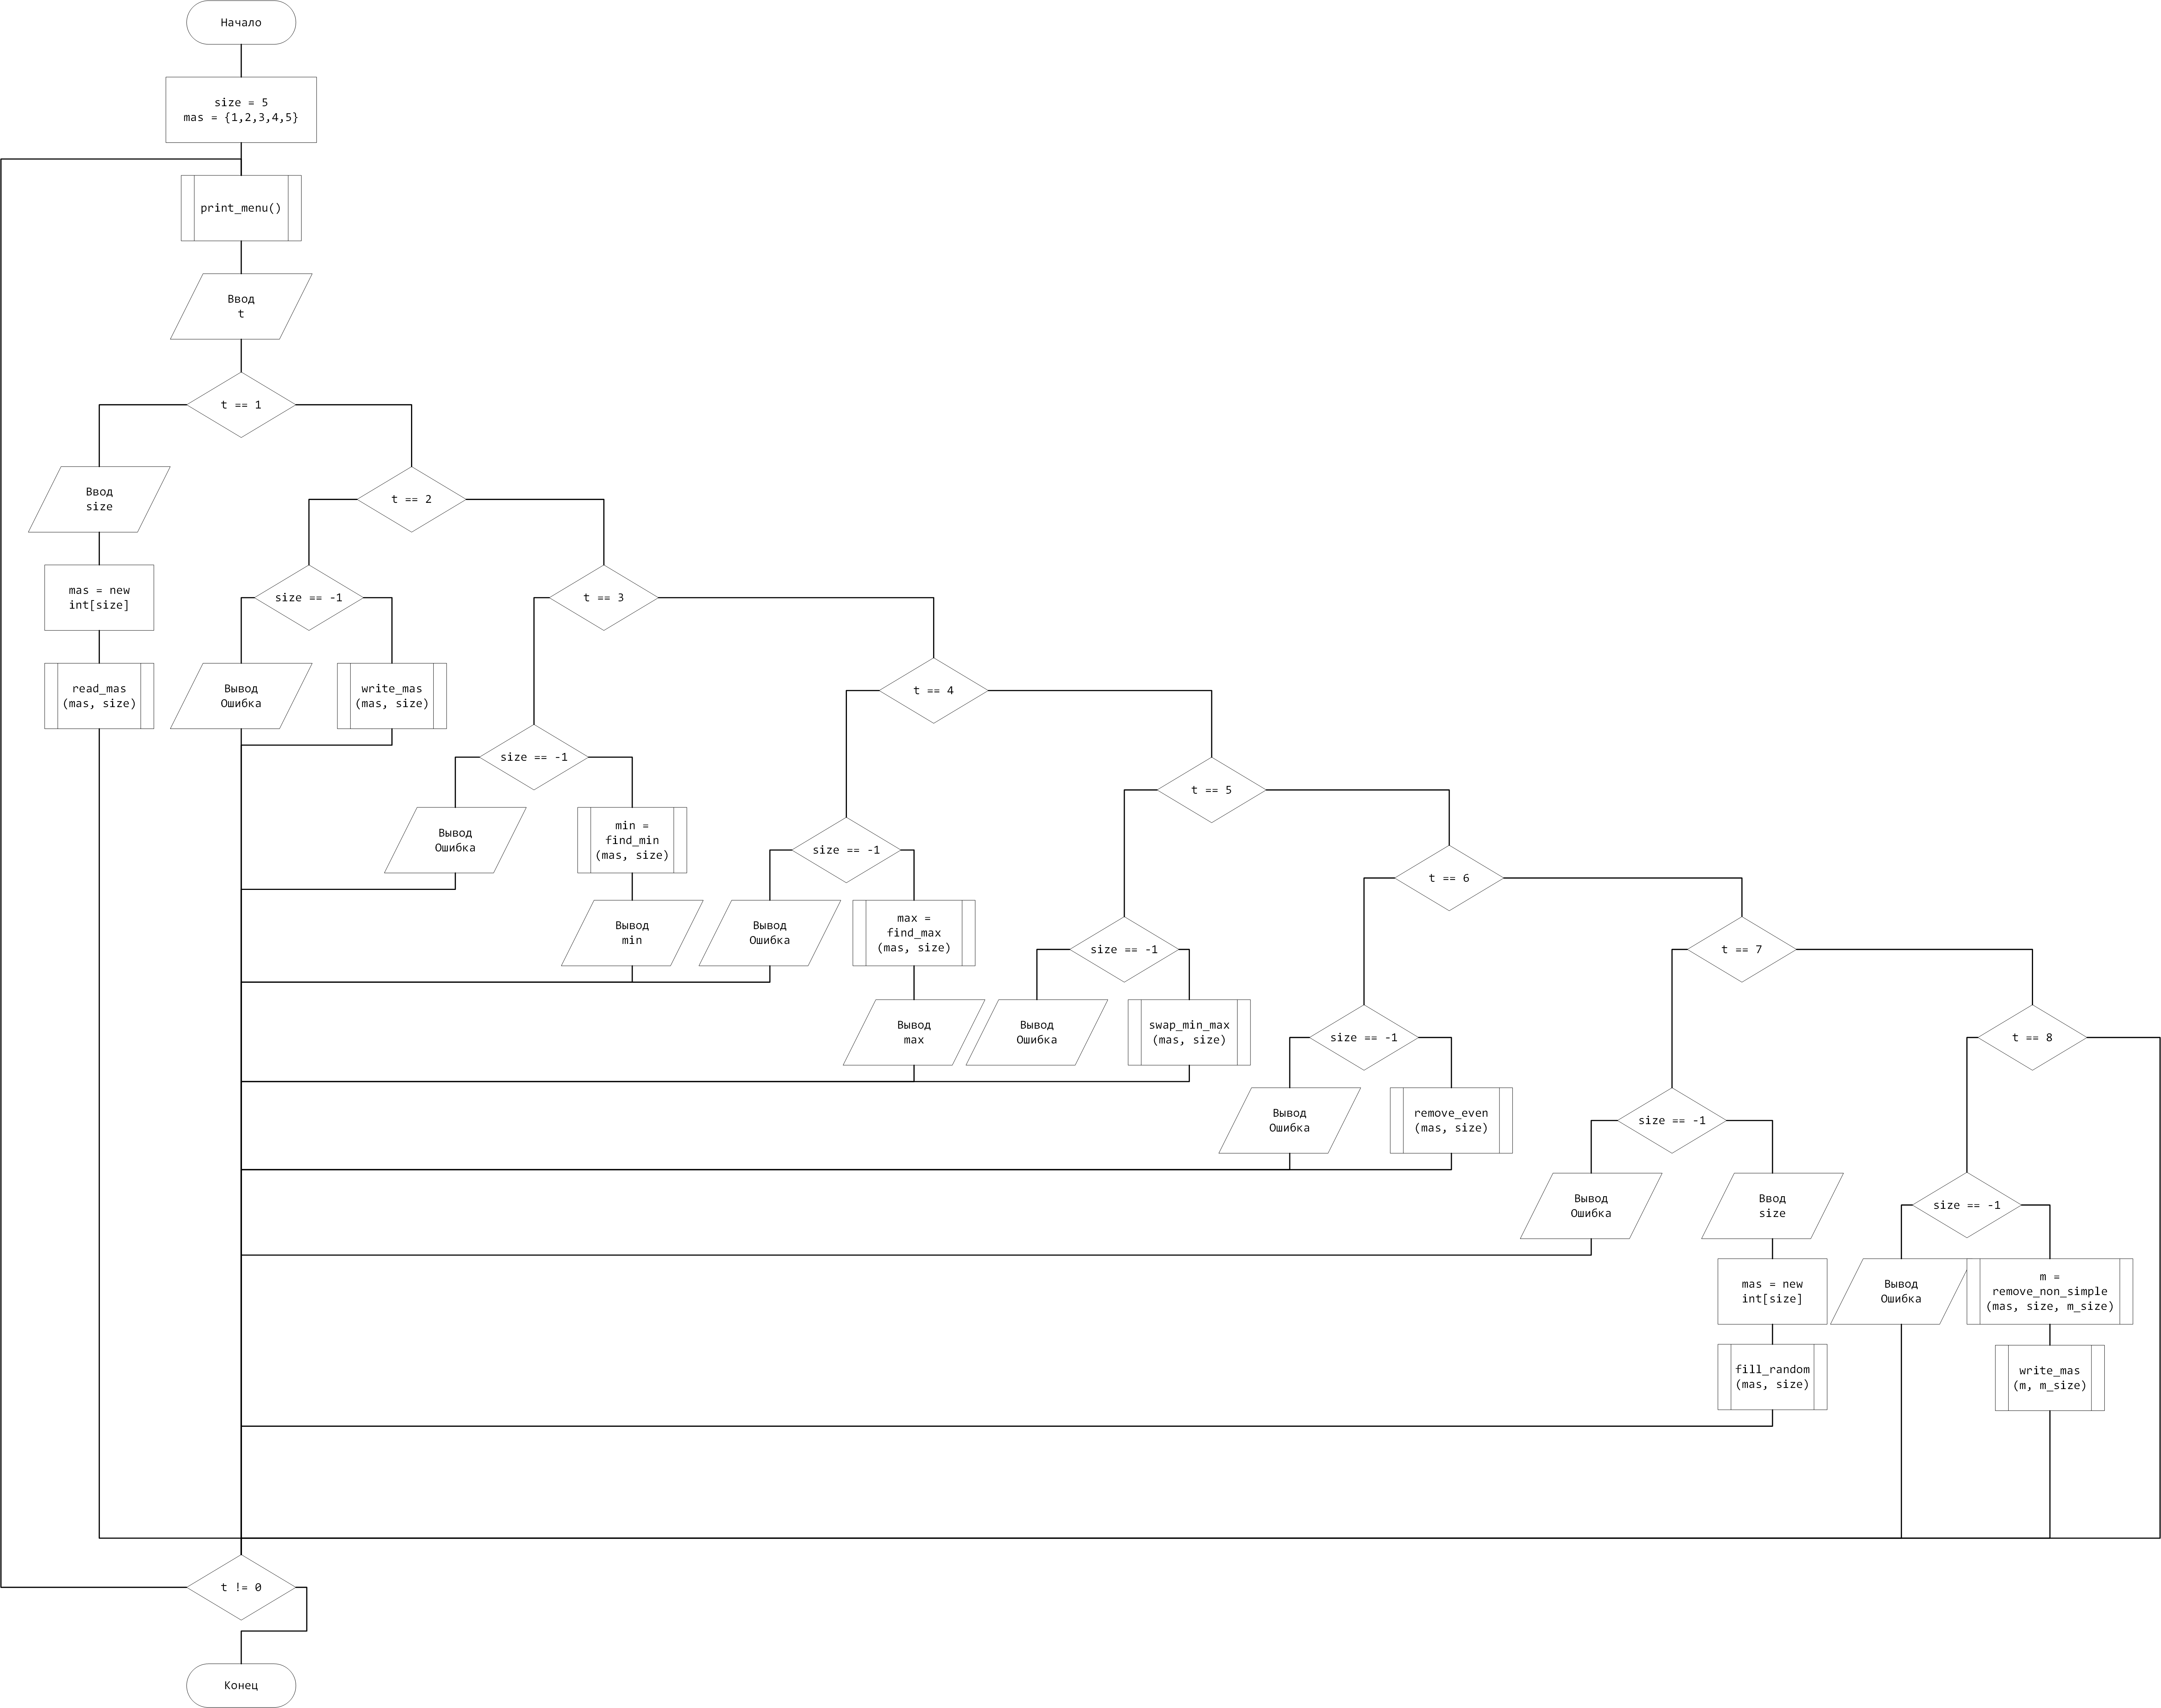 Начало
size = 5
mas = {1,2,3,4,5}
print_menu()
Ввод
t
t == 1
Ввод
size
mas = new
int[size]
read_mas
(mas, size)
t == 2
size == -1
Вывод
Ошибка
write_mas
(mas, size)
t == 3
size == -1
Вывод
Ошибка
min =
find_min
(mas, size)
Вывод
min
t == 4
size == -1
Вывод
Ошибка
max =
find_max
(mas, size)
Вывод
max
t == 5
size == -1
Вывод
Ошибка
swap_min_max
(mas, size)
t == 6
size == -1
Вывод
Ошибка
remove_even
(mas, size)
t == 7
size == -1
Вывод
Ошибка
Ввод
size
mas = new
int[size]
fill_random
(mas, size)
t == 8
size == -1
Вывод
Ошибка
m =
remove_non_simple
(mas, size, m_size)
write_mas
(m, m_size)
t != 0
Конец